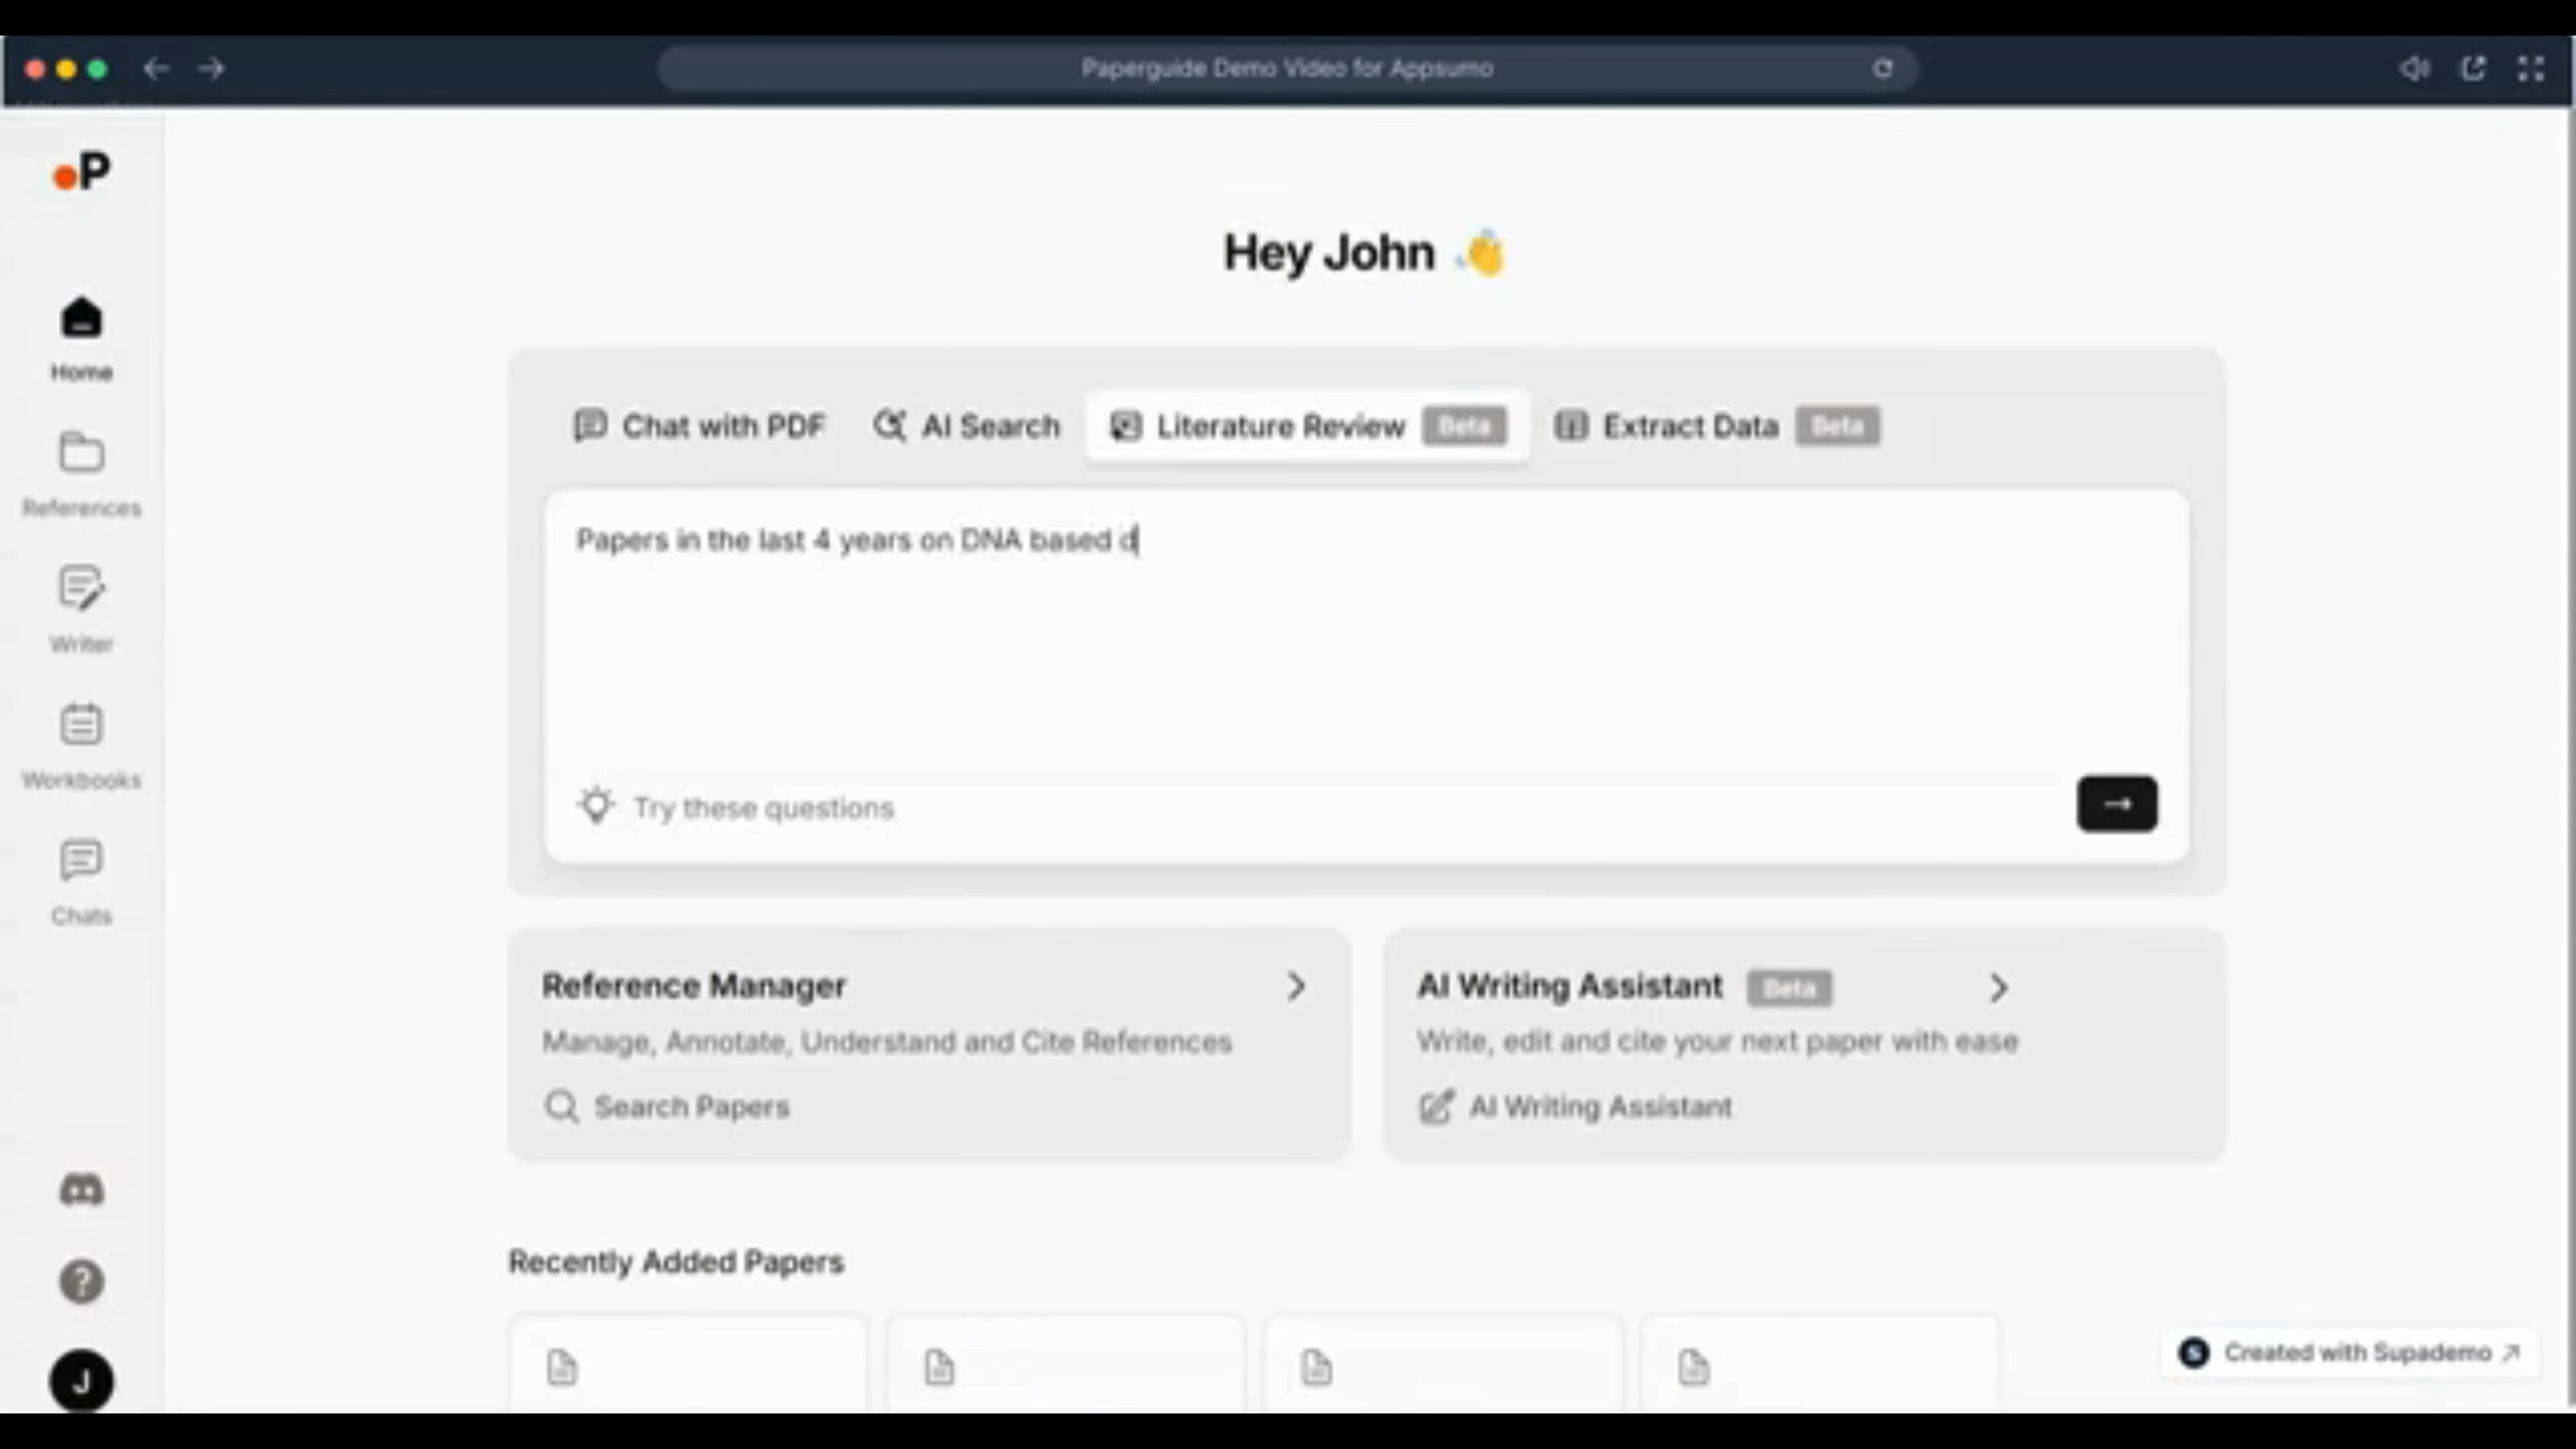 Paperguide Demo Video for Appsumo
P
Hey John 👋
Home
References
Writer
Workbooks
Chats
Chat with PDF
AI Search
Literature Review Beta
Extract Data Beta
Papers in the last 4 years on DNA based d
Try these questions
Reference Manager
Manage, Annotate, Understand and Cite References
Search Papers
AI Writing Assistant Beta
Write, edit and cite your next paper with ease
AI Writing Assistant
Recently Added Papers
J
Created with Supademo